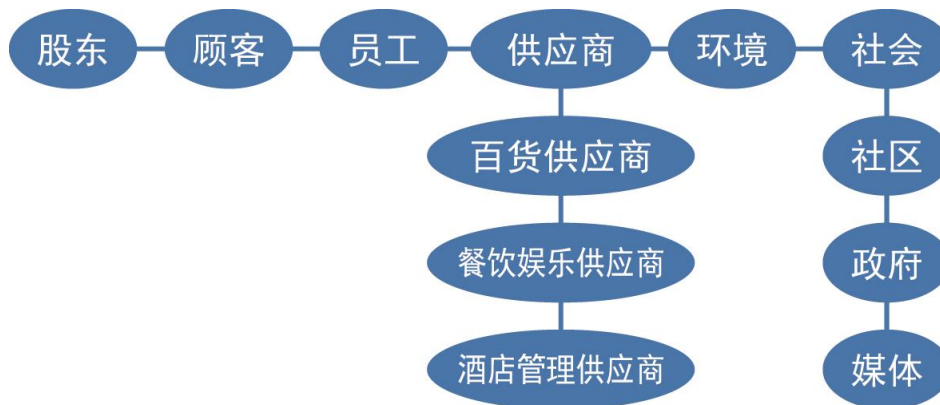 股东 顾客 员工 供应商 环境 社会
百货供应商 社区
餐饮娱乐供应商 政府
酒店管理供应商 媒体